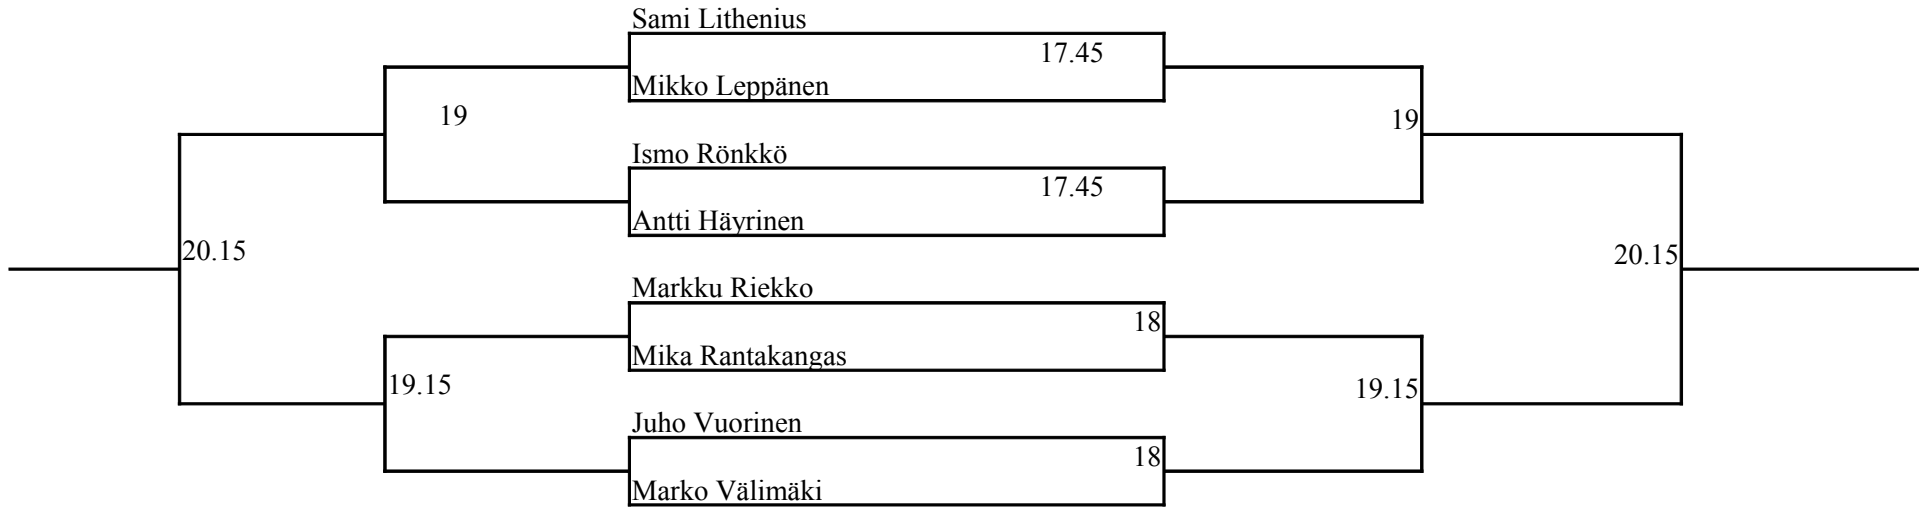 Sami Lithenius
17.45
Mikko Leppänen
19
19
Ismo Rönkkö
17.45
Antti Häyrinen
20.15
20.15
Markku Riekko
18
Mika Rantakangas
19.15
19.15
Juho Vuorinen
18
Marko Välimäki